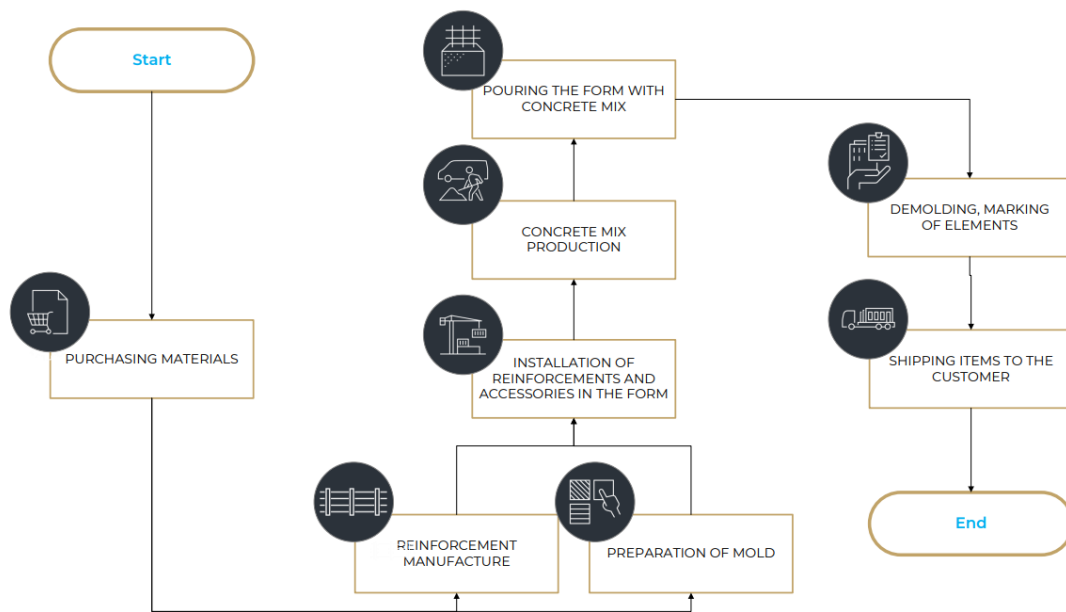 Start
PURCHASING MATERIALS
REINFORCEMENT
MANUFACTURE
PREPARATION OF MOLD
INSTALLATION OF
REINFORCEMENTS AND
ACCESSORIES IN THE FORM
CONCRETE MIX
PRODUCTION
POURING THE FORM WITH
CONCRETE MIX
DEMOLDING, MARKING
OF ELEMENTS
SHIPPING ITEMS TO THE
CUSTOMER
End